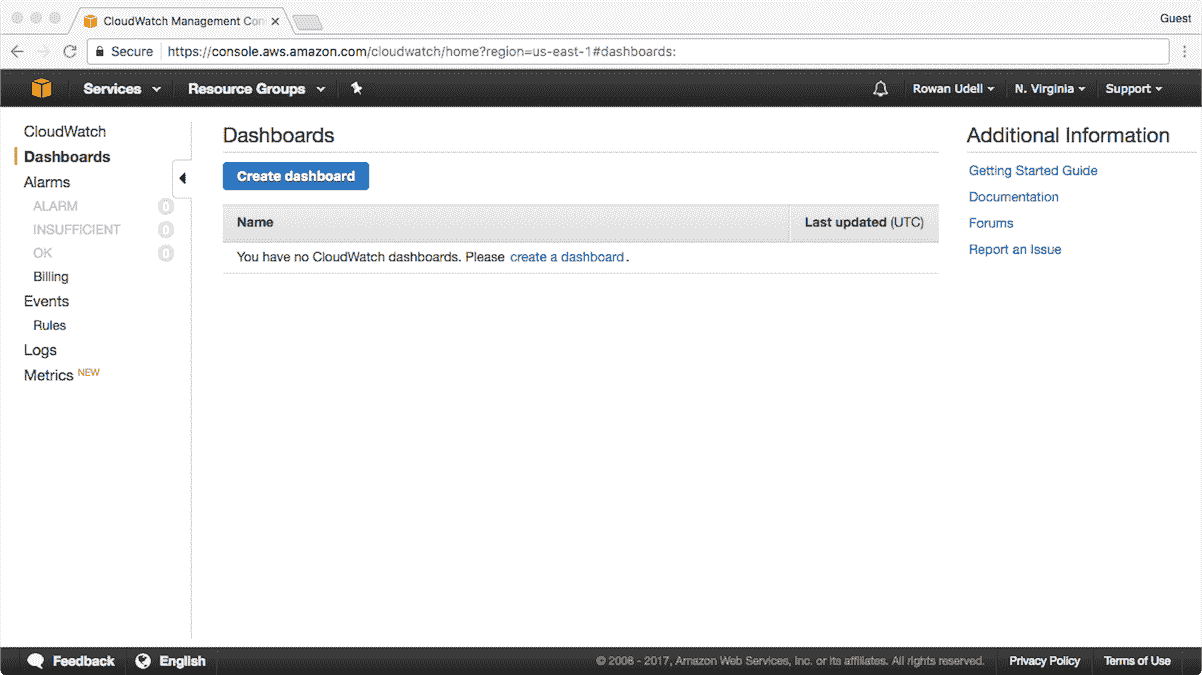 CloudWatch Management Con
Guest
Secure https://console.aws.amazon.com/cloudwatch/home?region=us-east-1#dashboards:
Services Resource Groups Rowan Udell N. Virginia Support
CloudWatch
Dashboards
Alarms
ALARM 0
INSUFFICIENT 0
OK 0
Billing
Events
Rules
Logs
Metrics NEW
Dashboards
Create dashboard
Name Last updated (UTC)
You have no CloudWatch dashboards. Please create a dashboard.
Additional Information
Getting Started Guide
Documentation
Forums
Report an Issue
Feedback English © 2008 - 2017, Amazon Web Services, Inc. or its affiliates. All rights reserved. Privacy Policy Terms of Use